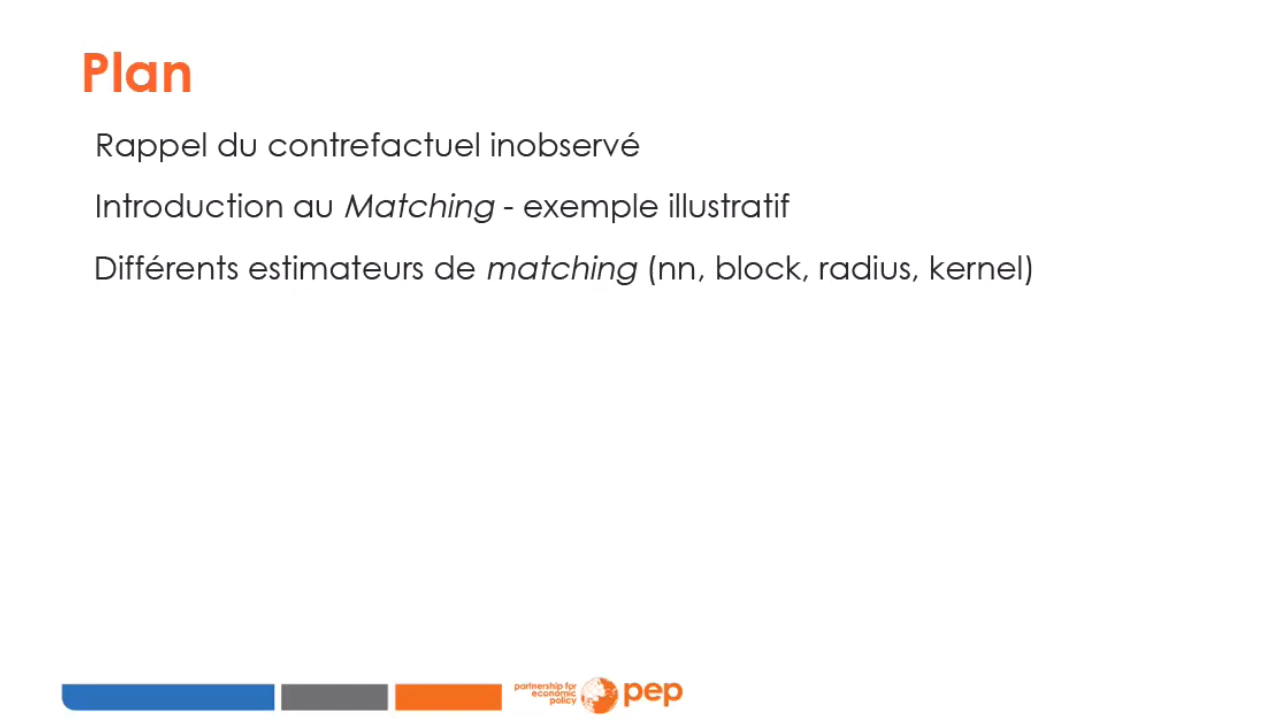 Plan
Rappel du contrefactuel inobservé
Introduction au Matching - exemple illustratif
Différents estimateurs de matching (nn, block, radius, kernel)
partnership for
economic
policy
pep